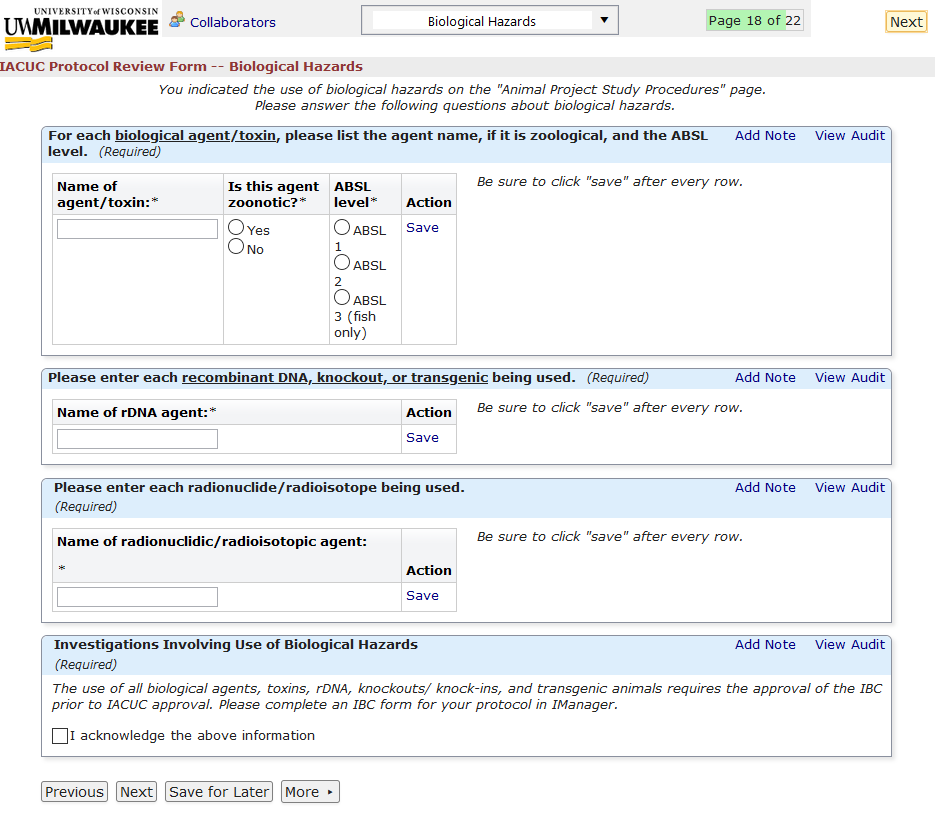 UNIVERSITY of WISCONSIN
UWMILWAUKEE
Collaborators
Biological Hazards
Page 18 of 22
Next
IACUC Protocol Review Form -- Biological Hazards
You indicated the use of biological hazards on the "Animal Project Study Procedures" page.
Please answer the following questions about biological hazards.
For each biological agent/toxin, please list the agent name, if it is zoological, and the ABSL
level. (Required)
Add Note View Audit
Name of
agent/toxin:*
Is this agent
zoonotic?*
ABSL
level*
Action
Be sure to click "save" after every row.
Yes
No
ABSL
1
ABSL
2
ABSL
3 (fish
only)
Save
Please enter each recombinant DNA, knockout, or transgenic being used. (Required)
Add Note View Audit
Name of rDNA agent:*
Action
Be sure to click "save" after every row.
Save
Please enter each radionuclide/radioisotope being used.
(Required)
Add Note View Audit
Name of radionuclidic/radioisotopic agent:
*
Action
Be sure to click "save" after every row.
Save
Investigations Involving Use of Biological Hazards
(Required)
Add Note View Audit
The use of all biological agents, toxins, rDNA, knockouts/ knock-ins, and transgenic animals requires the approval of the IBC
prior to IACUC approval. Please complete an IBC form for your protocol in IManager.
I acknowledge the above information
Previous Next Save for Later More ▸